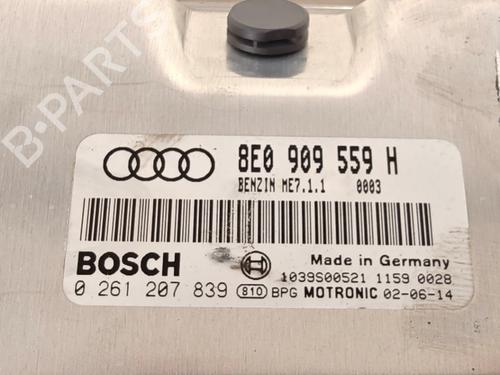 B-PARTS
8E0 909 559 H
BENZIN ME7.1.1 0003
BOSCH
Made in Germany
1039S00521 1159 0028
0 261 207 839 810 BPG MOTRONIC 02-06-14